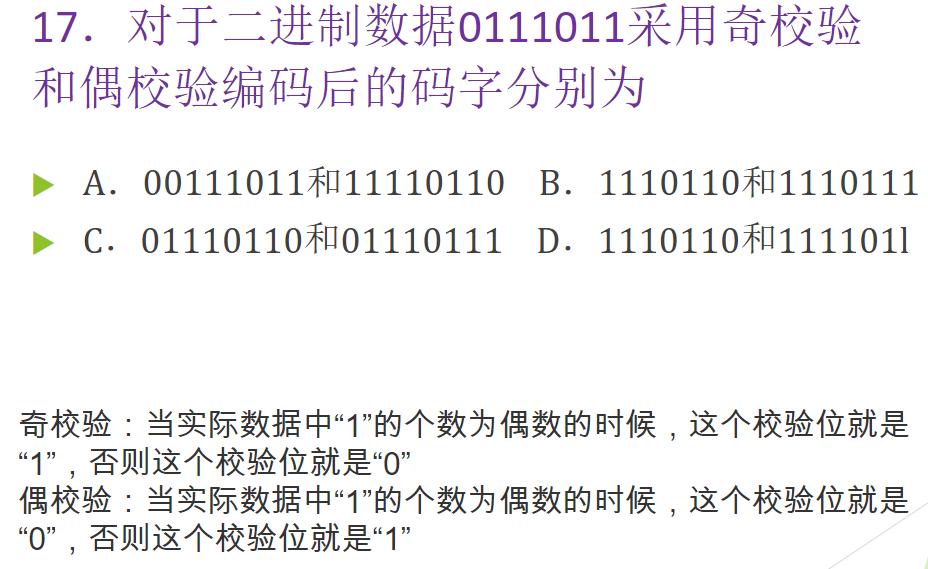 17．对于二进制数据0111011采用奇校验
和偶校验编码后的码字分别为
A．00111011和11110110 B．1110110和1110111
C．01110110和01110111 D．1110110和111101l
奇校验：当实际数据中“1”的个数为偶数的时候，这个校验位就是
“1”，否则这个校验位就是“0”
偶校验：当实际数据中“1”的个数为偶数的时候，这个校验位就是
“0”，否则这个校验位就是“1”